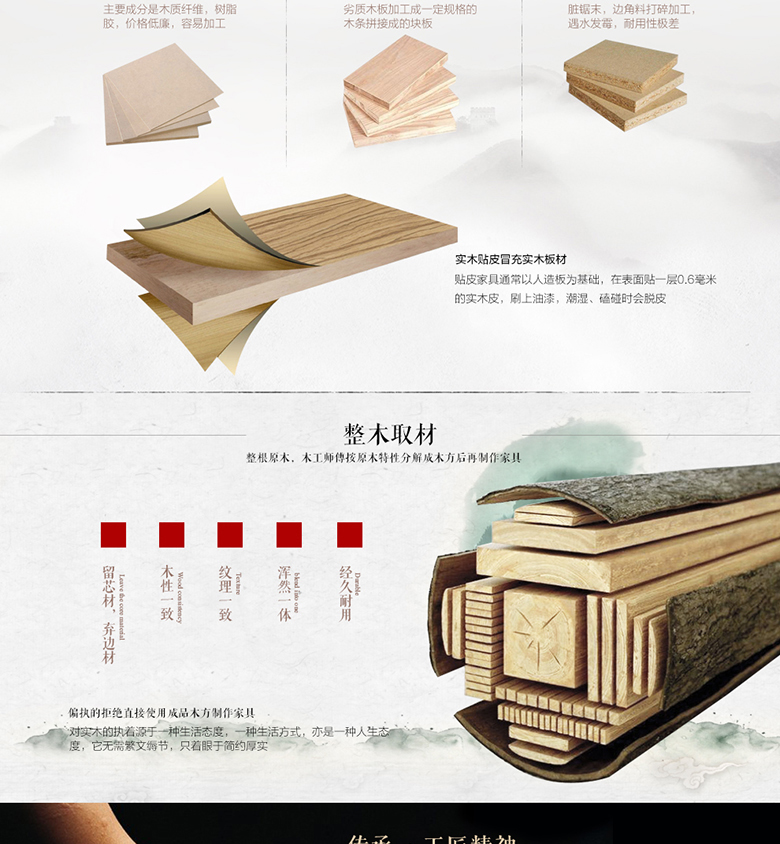 主要成分是木质纤维，树脂
胶，价格低廉，容易加工
劣质木板加工成一定规格的
木条拼接成的块板
脏锯末，边角料打碎加工，
遇水发霉，耐用性极差
实木贴皮冒充实木板材
贴皮家具通常以人造板为基础，在表面贴一层0.6毫米
的实木皮，刷上油漆，潮湿、磕碰时会脱皮
整木取材
整根原木，木工师傅按原木特性分解成木方后再制作家具
留芯材，弃边材
Leave the core material
木性一致
Wood consistency
纹理一致
Texture
浑然一体
blend into one
经久耐用
Durable
偏执的拒绝直接使用成品木方制作家具
对实木的执着源于一种生活态度，一种生活方式，亦是一种人生态
度，它无需繁文缛节，只着眼于简约厚实
传承 工匠精神